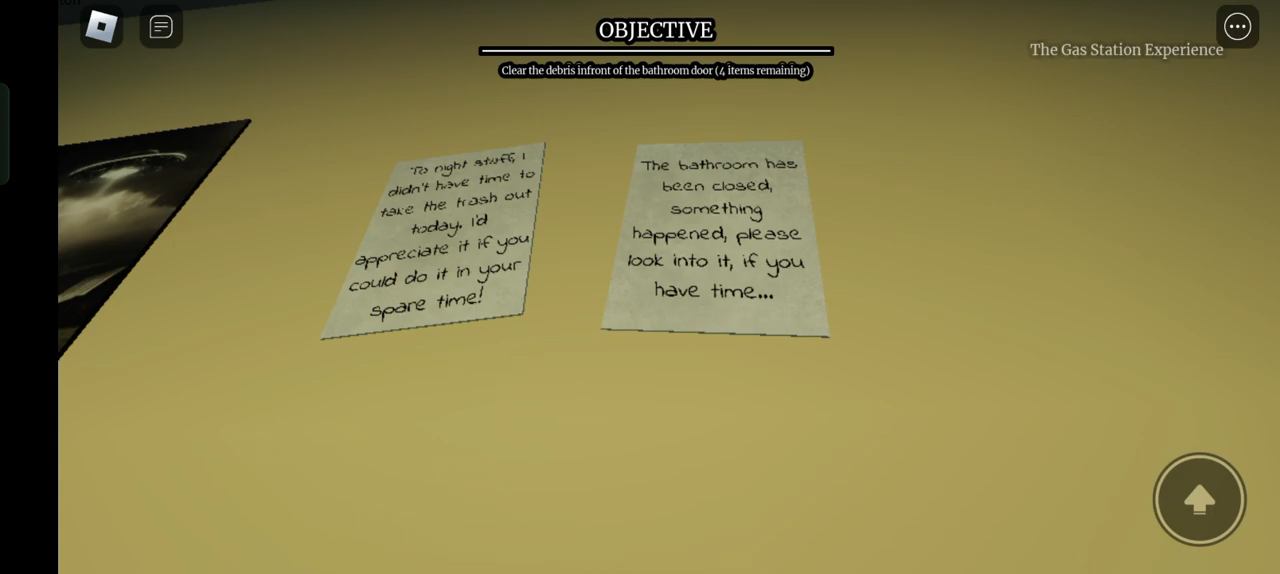 OBJECTIVE
Clear the debris infront of the bathroom door (4 items remaining)
The Gas Station Experience
To night stuff, I
didn't have time to
take the trash out
today. I'd
appreciate it if you
could do it in your
spare time!
The bathroom has
been closed,
something
happened, please
look into it, if you
have time...